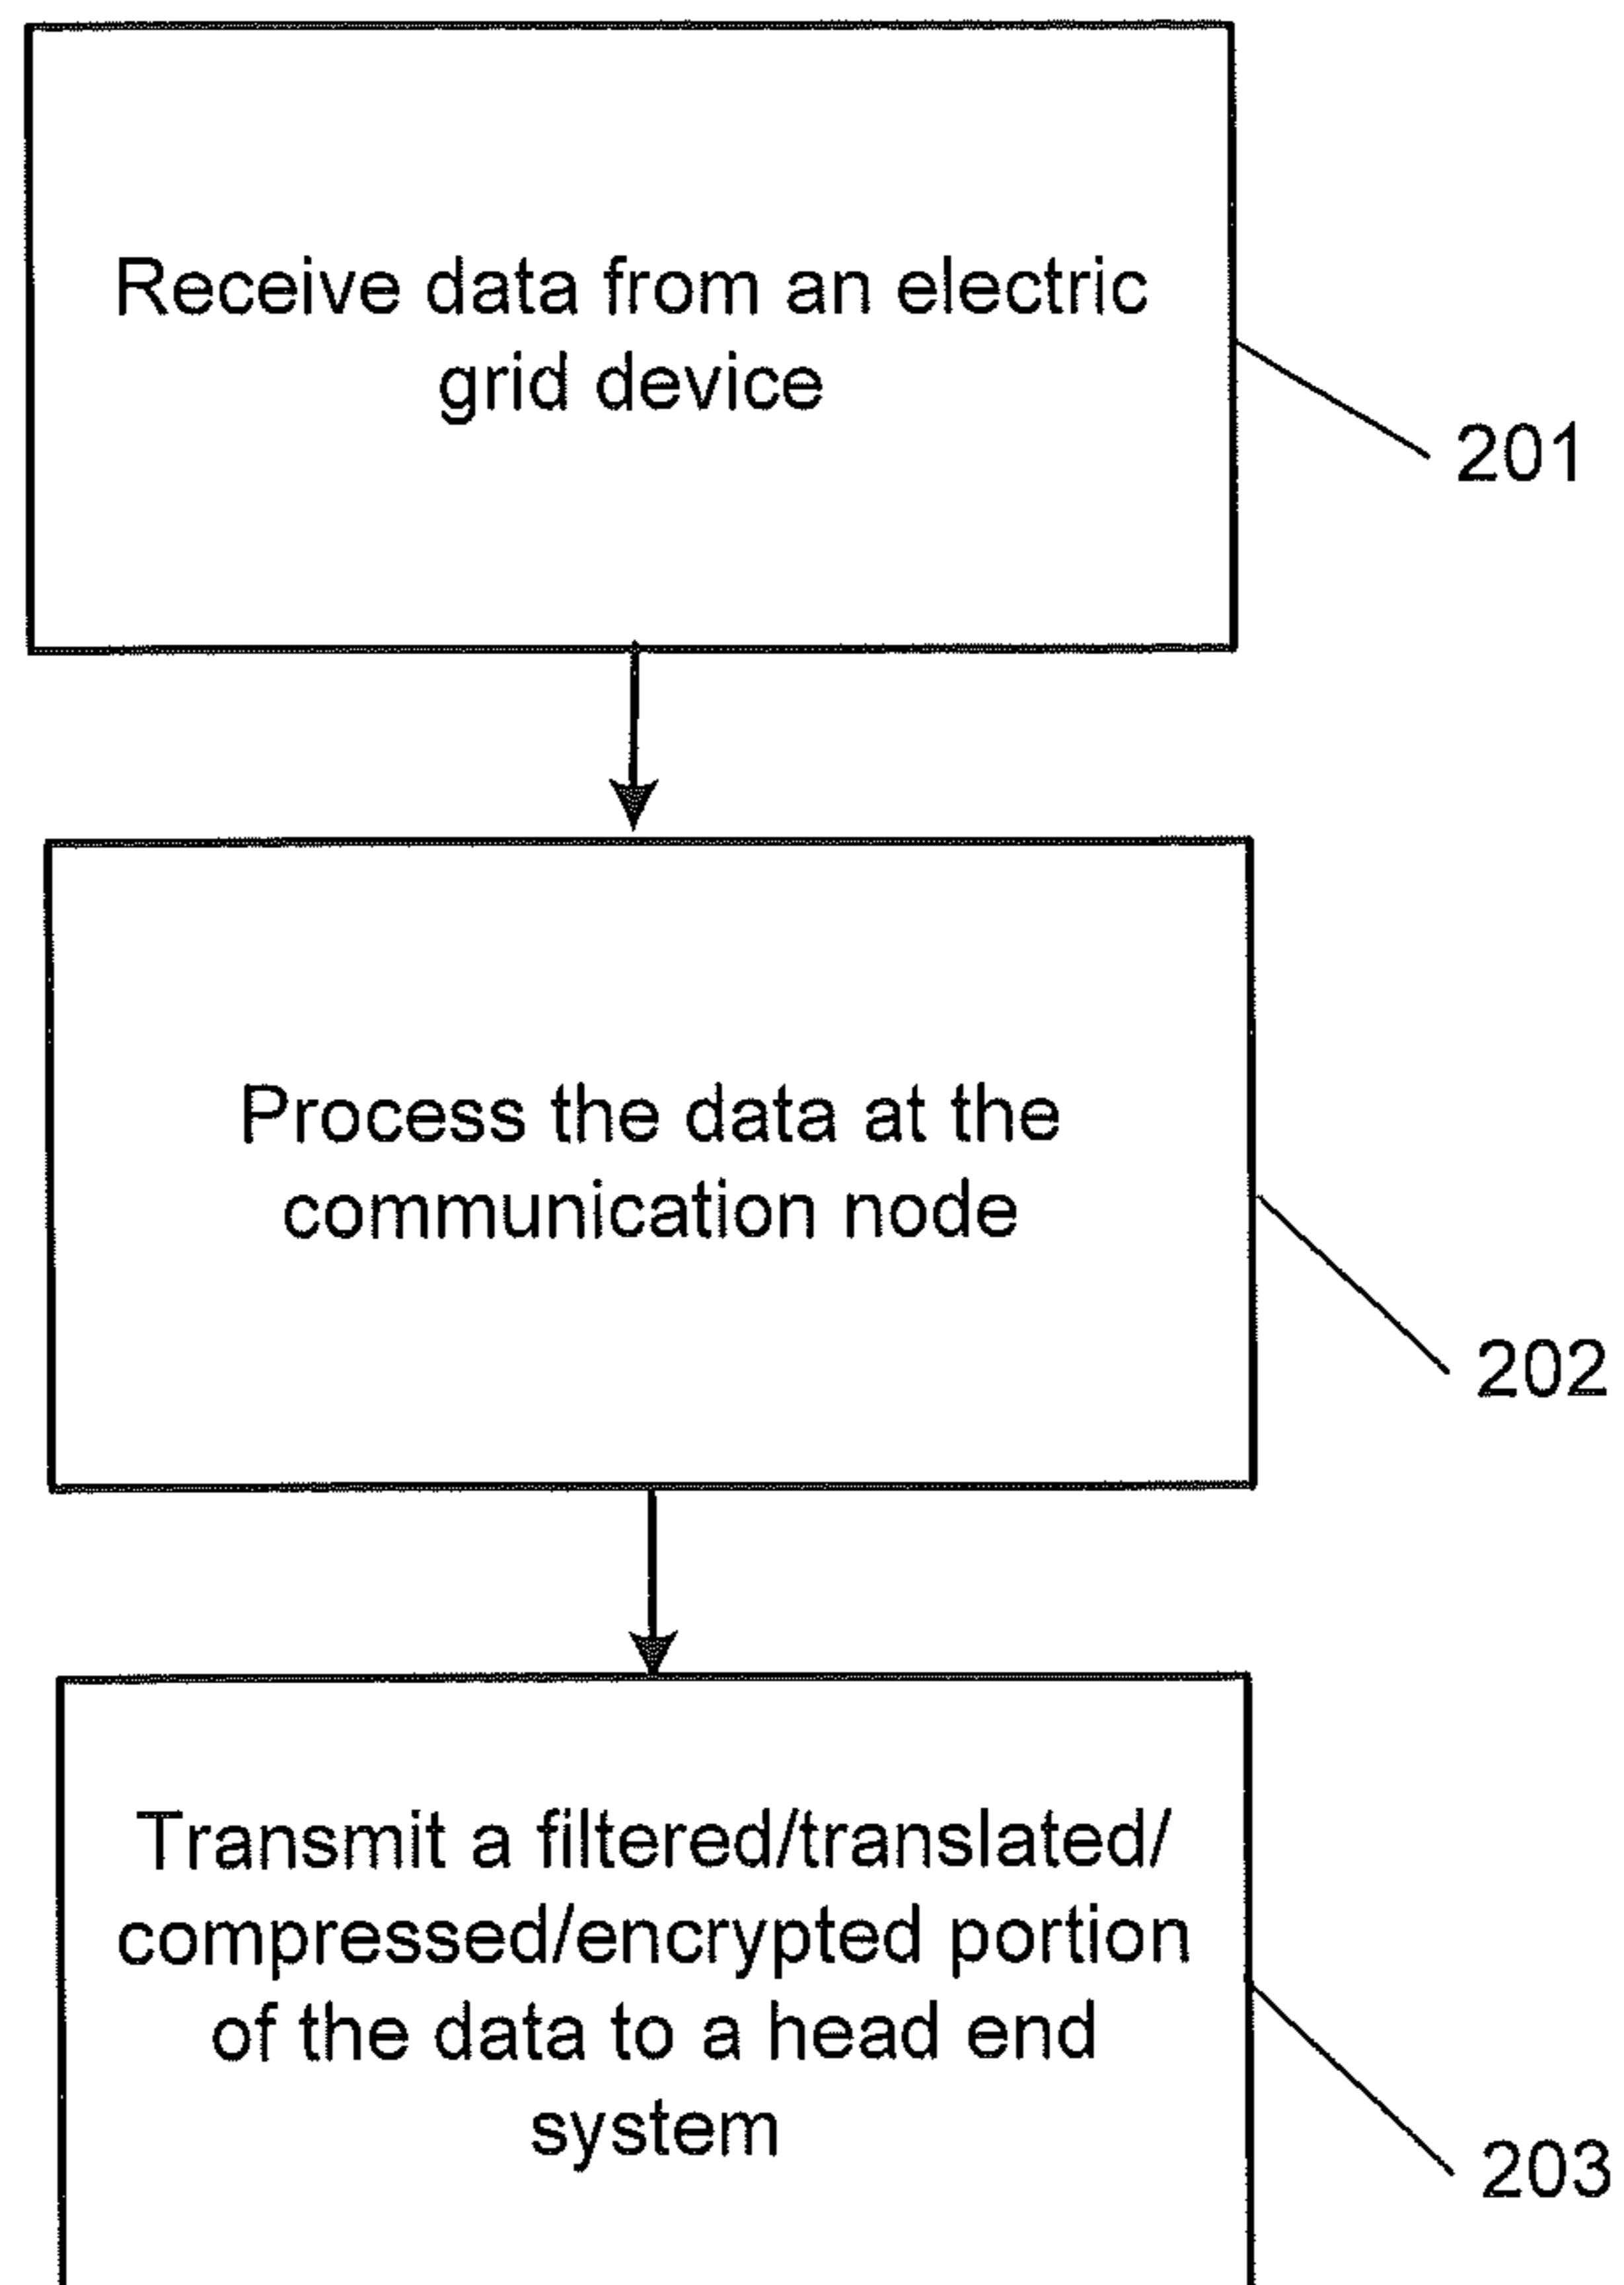 Receive data from an electric
grid device
201
Process the data at the
communication node
202
Transmit a filtered/translated/
compressed/encrypted portion
of the data to a head end
system
203